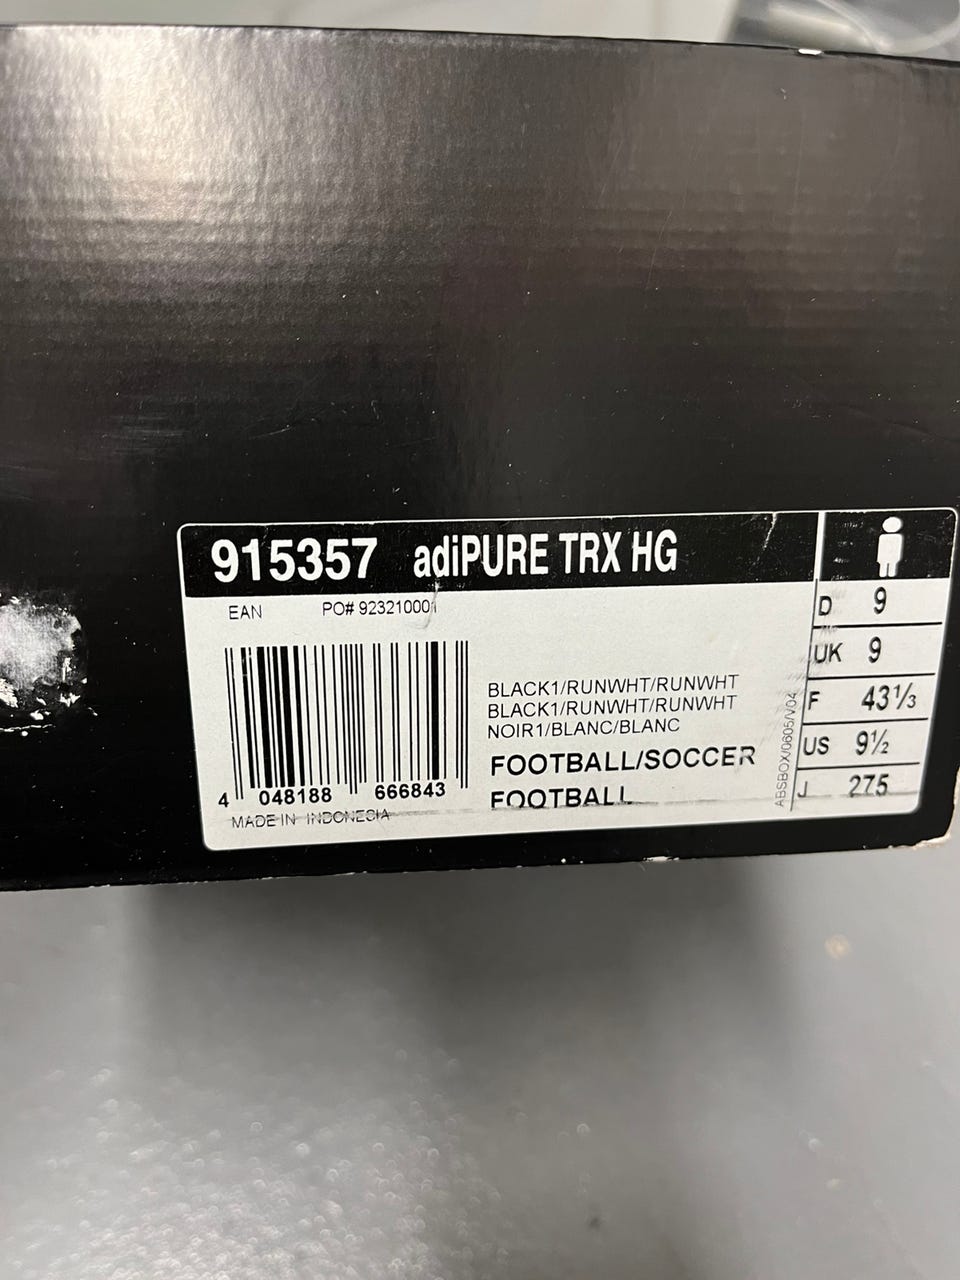 915357 adiPURE TRX HG
EAN PO# 923210001
BLACK1/RUNWHT/RUNWHT
BLACK1/RUNWHT/RUNWHT
NOIR1/BLANC/BLANC
FOOTBALL/SOCCER
FOOTBALL
4 048188 666843
MADE IN INDONESIA
ABSBOX/0605/V04
D 9
UK 9
F 43⅓
US 9½
J 275